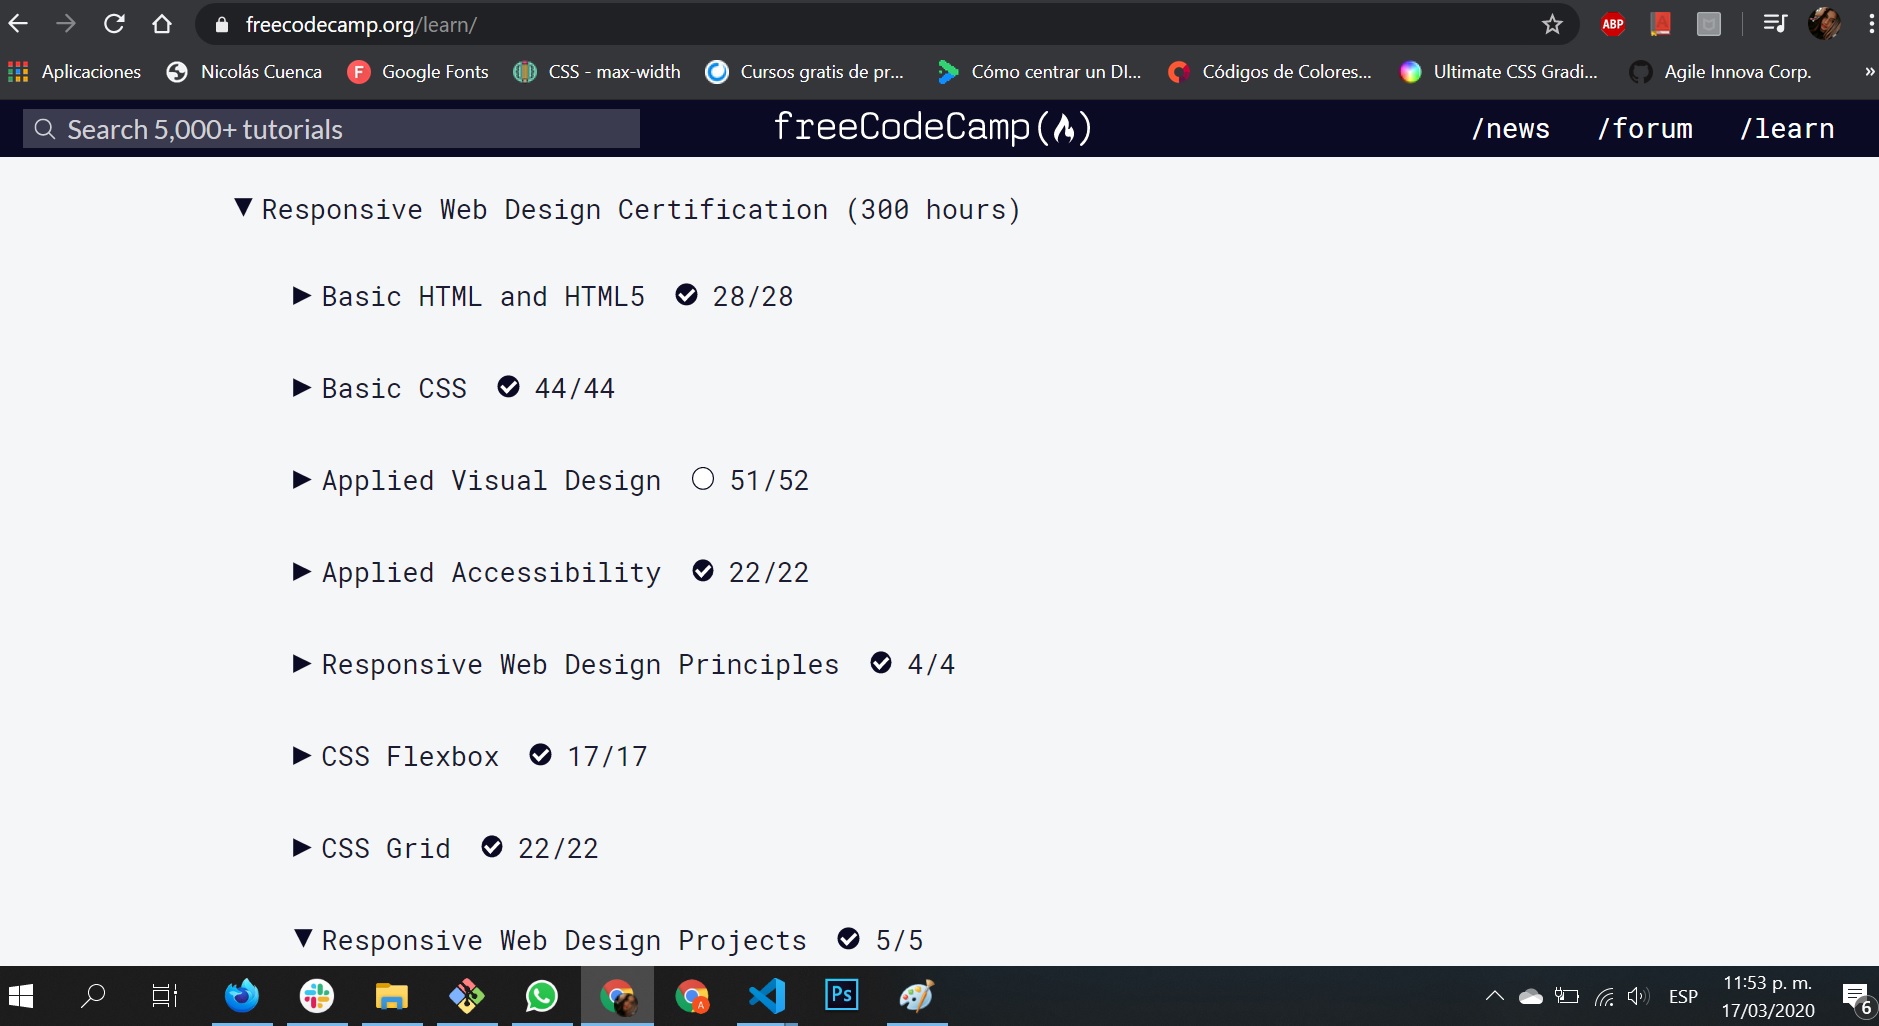 freecodecamp.org/learn/
ABP
Aplicaciones Nicolás Cuenca F Google Fonts CSS - max-width Cursos gratis de pr... Cómo centrar un DI... Códigos de Colores... Ultimate CSS Gradi... Agile Innova Corp. »
Search 5,000+ tutorials freeCodeCamp( ) /news /forum /learn
Responsive Web Design Certification (300 hours)
Basic HTML and HTML5 28/28
Basic CSS 44/44
Applied Visual Design 51/52
Applied Accessibility 22/22
Responsive Web Design Principles 4/4
CSS Flexbox 17/17
CSS Grid 22/22
Responsive Web Design Projects 5/5
A Ps ESP 11:53 p. m.
17/03/2020 6